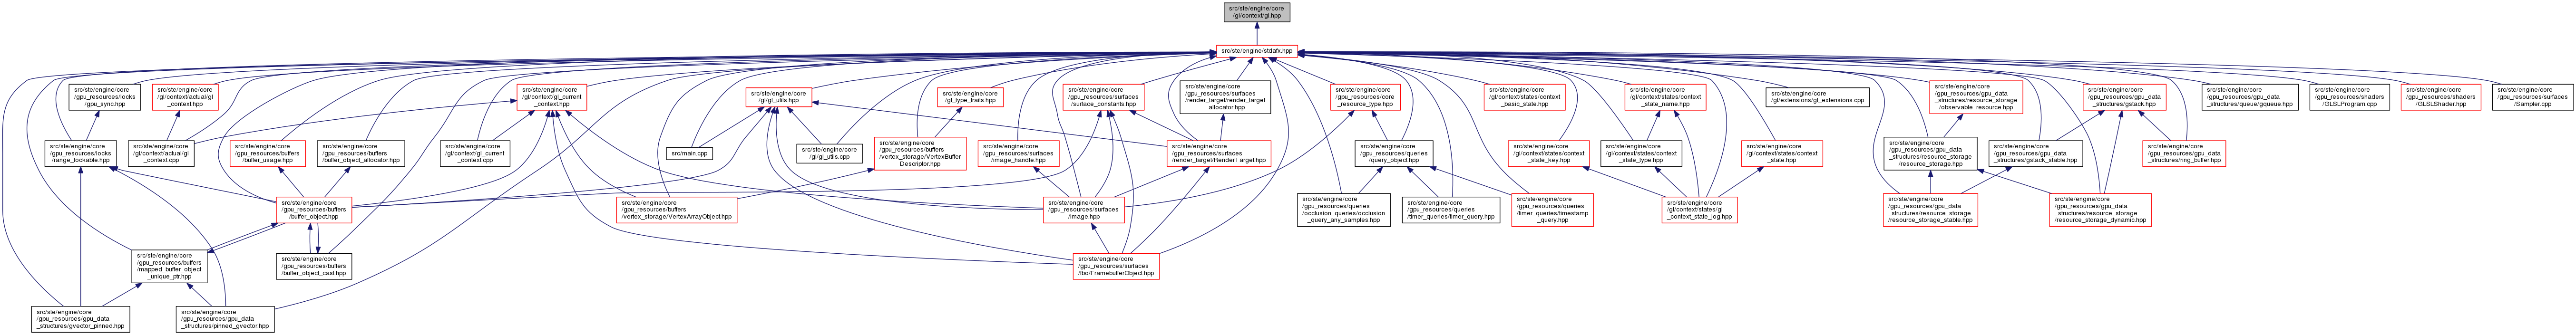 src/ste/engine/core
/gl/context/gl.hpp
src/ste/engine/stdafx.hpp
src/ste/engine/core
/gpu_resources/locks
/gpu_sync.hpp
src/ste/engine/core
/gl/context/actual/gl
_context.hpp
src/ste/engine/core
/gl/context/gl_current
_context.hpp
src/ste/engine/core
/gl/gl_utils.hpp
src/ste/engine/core
/gl_type_traits.hpp
src/ste/engine/core
/gpu_resources/surfaces
/surface_constants.hpp
src/ste/engine/core
/gpu_resources/surfaces
/render_target/render_target
_allocator.hpp
src/ste/engine/core
/gpu_resources/core
_resource_type.hpp
src/ste/engine/core
/gl/context/states/context
_basic_state.hpp
src/ste/engine/core
/gl/context/states/context
_state_name.hpp
src/ste/engine/core
/gl/extensions/gl_extensions.cpp
src/ste/engine/core
/gpu_resources/gpu_data
_structures/resource_storage
/observable_resource.hpp
src/ste/engine/core
/gpu_resources/gpu_data
_structures/gstack.hpp
src/ste/engine/core
/gpu_resources/gpu_data
_structures/queue/gqueue.hpp
src/ste/engine/core
/gpu_resources/shaders
/GLSLProgram.cpp
src/ste/engine/core
/gpu_resources/shaders
/GLSLShader.hpp
src/ste/engine/core
/gpu_resources/surfaces
/Sampler.cpp
src/ste/engine/core
/gpu_resources/locks
/range_lockable.hpp
src/ste/engine/core
/gl/context/actual/gl
_context.cpp
src/ste/engine/core
/gpu_resources/buffers
/buffer_usage.hpp
src/ste/engine/core
/gpu_resources/buffers
/buffer_object_allocator.hpp
src/ste/engine/core
/gl/context/gl_current
_context.cpp
src/main.cpp
src/ste/engine/core
/gl/gl_utils.cpp
src/ste/engine/core
/gpu_resources/buffers
/vertex_storage/VertexBuffer
Descriptor.hpp
src/ste/engine/core
/gpu_resources/surfaces
/image_handle.hpp
src/ste/engine/core
/gpu_resources/surfaces
/render_target/RenderTarget.hpp
src/ste/engine/core
/gpu_resources/queries
/query_object.hpp
src/ste/engine/core
/gl/context/states/context
_state_key.hpp
src/ste/engine/core
/gl/context/states/context
_state_type.hpp
src/ste/engine/core
/gl/context/states/context
_state.hpp
src/ste/engine/core
/gpu_resources/gpu_data
_structures/resource_storage
/resource_storage.hpp
src/ste/engine/core
/gpu_resources/gpu_data
_structures/gstack_stable.hpp
src/ste/engine/core
/gpu_resources/gpu_data
_structures/ring_buffer.hpp
src/ste/engine/core
/gpu_resources/buffers
/buffer_object.hpp
src/ste/engine/core
/gpu_resources/buffers
/vertex_storage/VertexArrayObject.hpp
src/ste/engine/core
/gpu_resources/surfaces
/image.hpp
src/ste/engine/core
/gpu_resources/queries
/occlusion_queries/occlusion
_query_any_samples.hpp
src/ste/engine/core
/gpu_resources/queries
/timer_queries/timer_query.hpp
src/ste/engine/core
/gpu_resources/queries
/timer_queries/timestamp
_query.hpp
src/ste/engine/core
/gl/context/states/gl
_context_state_log.hpp
src/ste/engine/core
/gpu_resources/gpu_data
_structures/resource_storage
/resource_storage_stable.hpp
src/ste/engine/core
/gpu_resources/gpu_data
_structures/resource_storage
/resource_storage_dynamic.hpp
src/ste/engine/core
/gpu_resources/buffers
/mapped_buffer_object
_unique_ptr.hpp
src/ste/engine/core
/gpu_resources/buffers
/buffer_object_cast.hpp
src/ste/engine/core
/gpu_resources/surfaces
/fbo/FramebufferObject.hpp
src/ste/engine/core
/gpu_resources/gpu_data
_structures/gvector_pinned.hpp
src/ste/engine/core
/gpu_resources/gpu_data
_structures/pinned_gvector.hpp